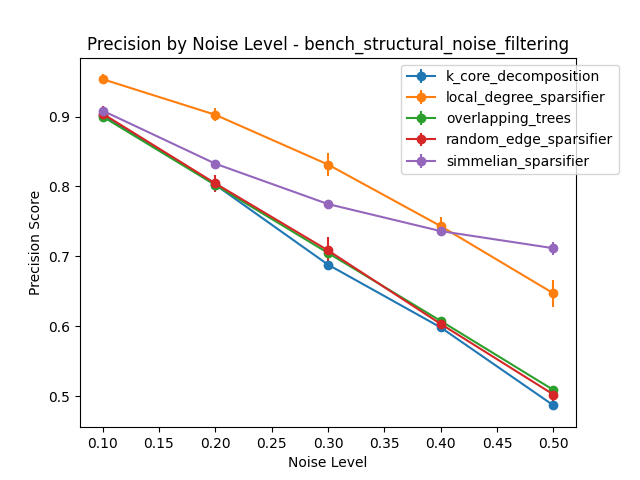 Precision by Noise Level - bench_structural_noise_filtering
k_core_decomposition
local_degree_sparsifier
overlapping_trees
random_edge_sparsifier
simmelian_sparsifier
Precision Score
0.9
0.8
0.7
0.6
0.5
0.10 0.15 0.20 0.25 0.30 0.35 0.40 0.45 0.50
Noise Level